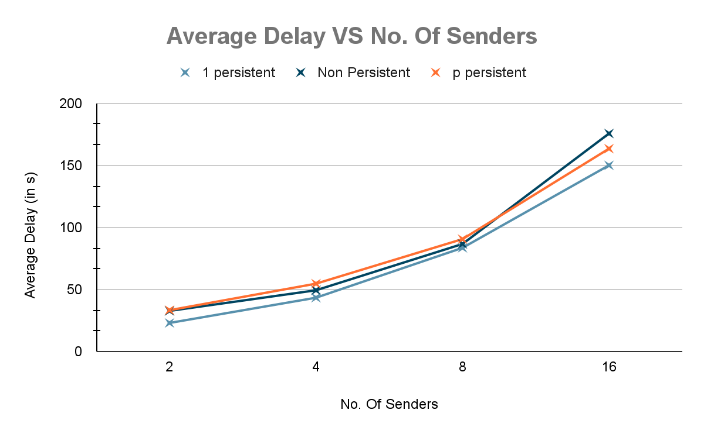 Average Delay VS No. Of Senders
1 persistent Non Persistent p persistent
200
150
100
50
0
Average Delay (in s)
2 4 8 16
No. Of Senders